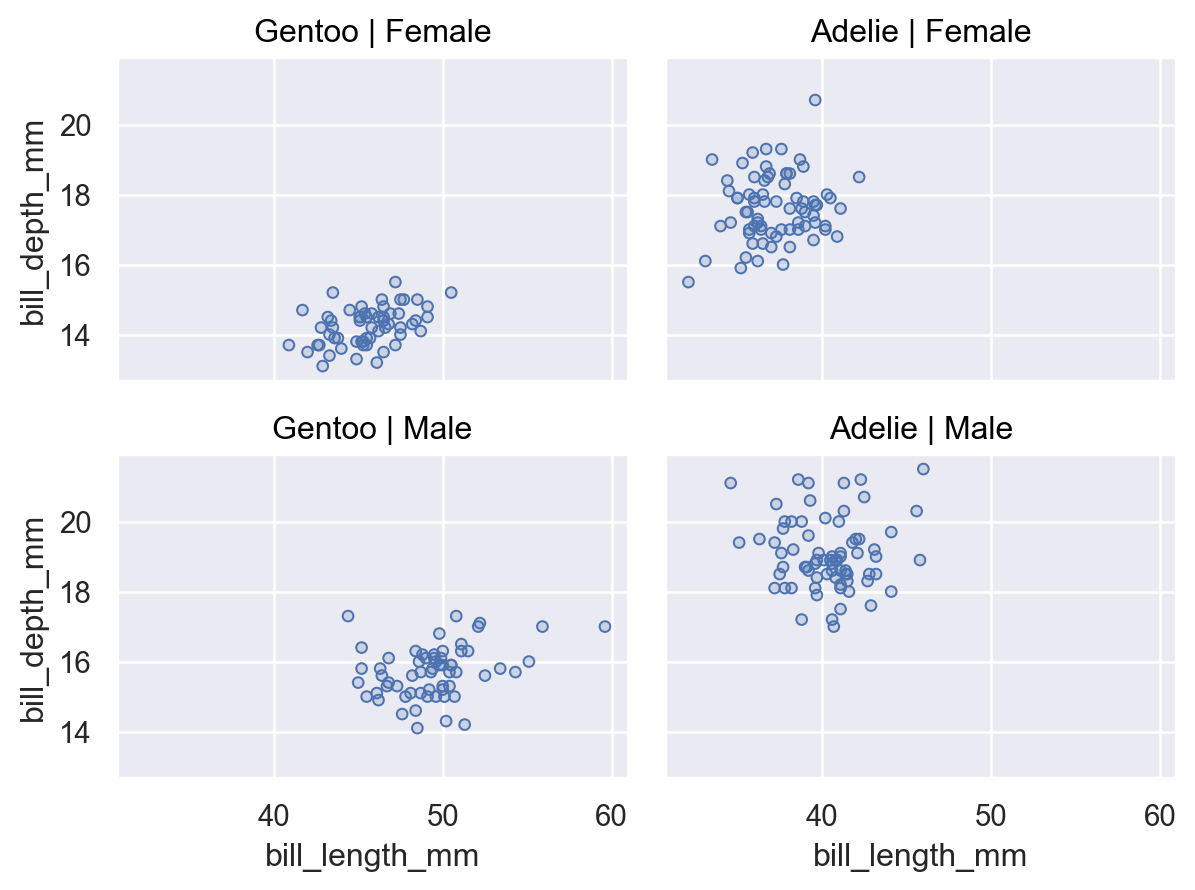 Gentoo | Female
Adelie | Female
bill_depth_mm
20
18
16
14
Gentoo | Male
Adelie | Male
bill_depth_mm
20
18
16
14
40 50 60
40 50 60
bill_length_mm
bill_length_mm